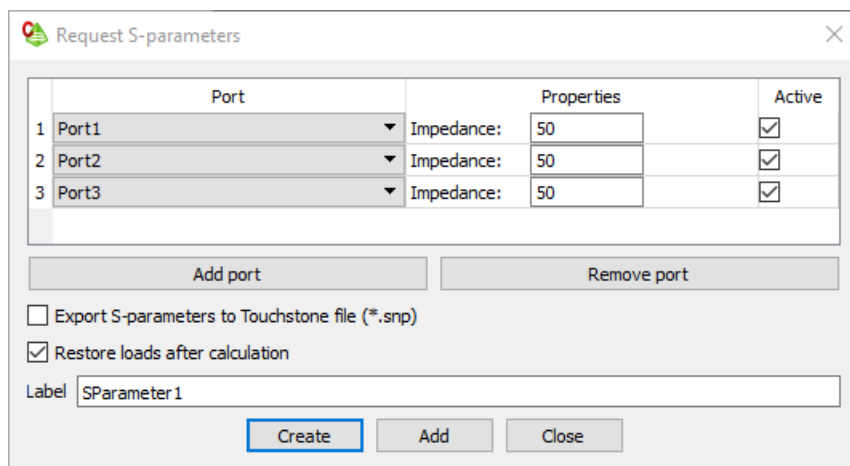 Request S-parameters
Port Properties Active
1 Port1 Impedance: 50
2 Port2 Impedance: 50
3 Port3 Impedance: 50
Add port Remove port
Export S-parameters to Touchstone file (*.snp)
Restore loads after calculation
Label SParameter1
Create Add Close